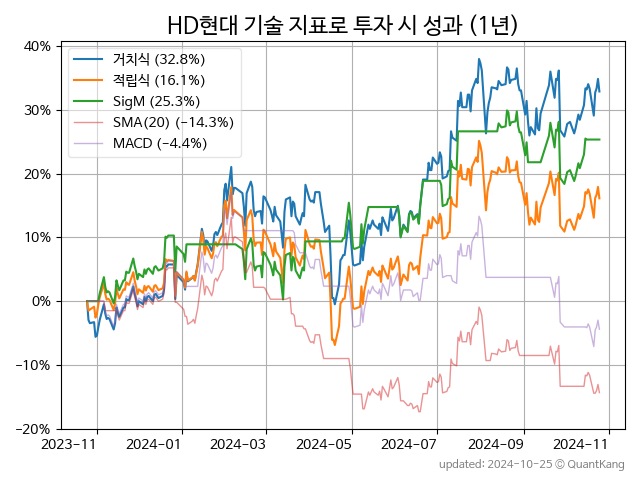 HD현대 기술 지표로 투자 시 성과 (1년)
40%
30%
20%
10%
0%
−10%
−20%
거치식 (32.8%)
적립식 (16.1%)
SigM (25.3%)
SMA(20) (−14.3%)
MACD (−4.4%)
2023-11
2024-01
2024-03
2024-05
2024-07
2024-09
2024-11
updated: 2024-10-25 ⓒ QuantKang